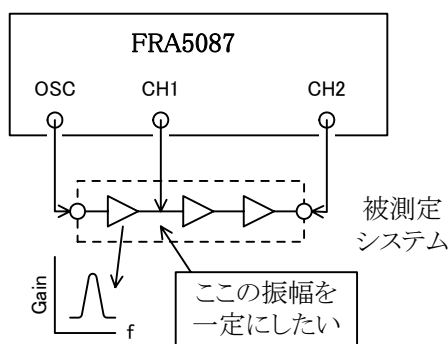 FRA5087
OSC
CH1
CH2
被測定
システム
Gain
f
ここの振幅を
一定にしたい